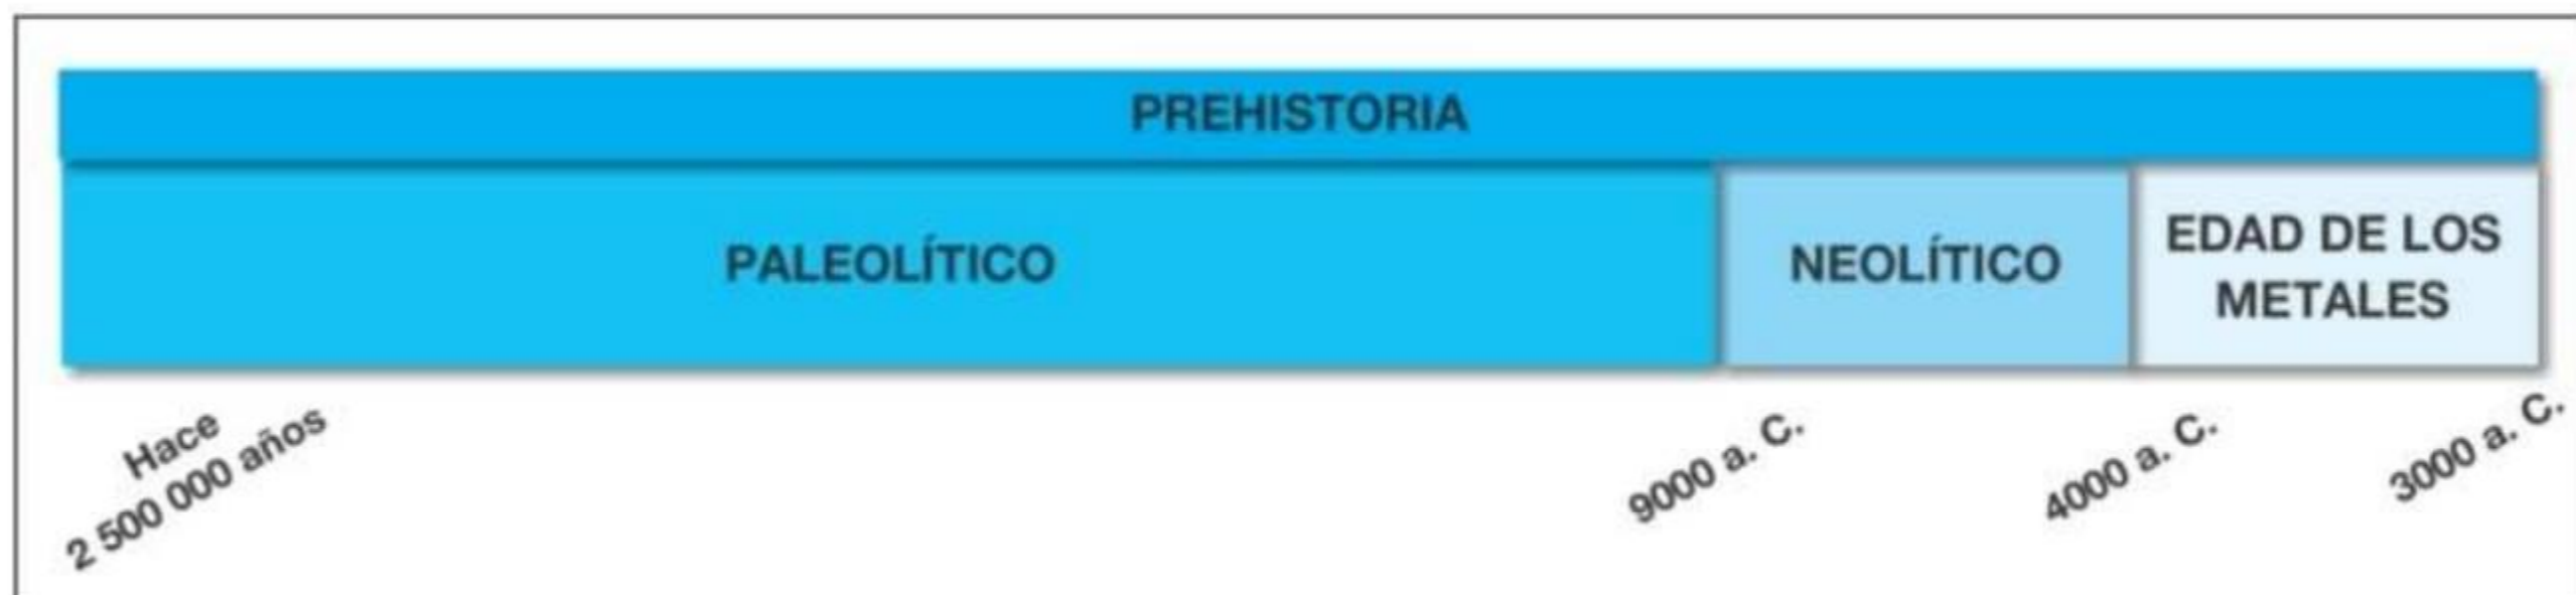 PREHISTORIA
PALEOLÍTICO
NEOLÍTICO
EDAD DE LOS
METALES
Hace
2 500 000 años
9000 a. C.
4000 a. C.
3000 a. C.